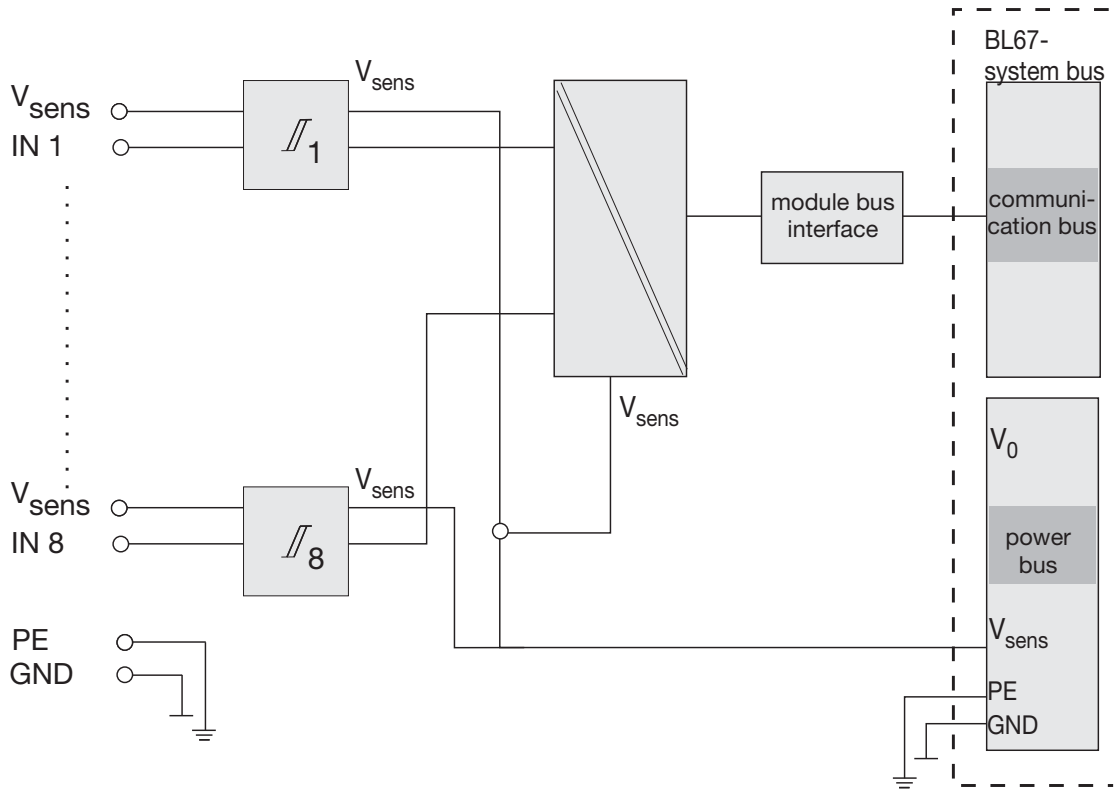 BL67-
system bus
Vsens
Vsens
IN 1
1
communi-
cation bus
module bus
interface
Vsens
V0
Vsens
Vsens
IN 8
8
power
bus
PE
GND
Vsens
PE
GND